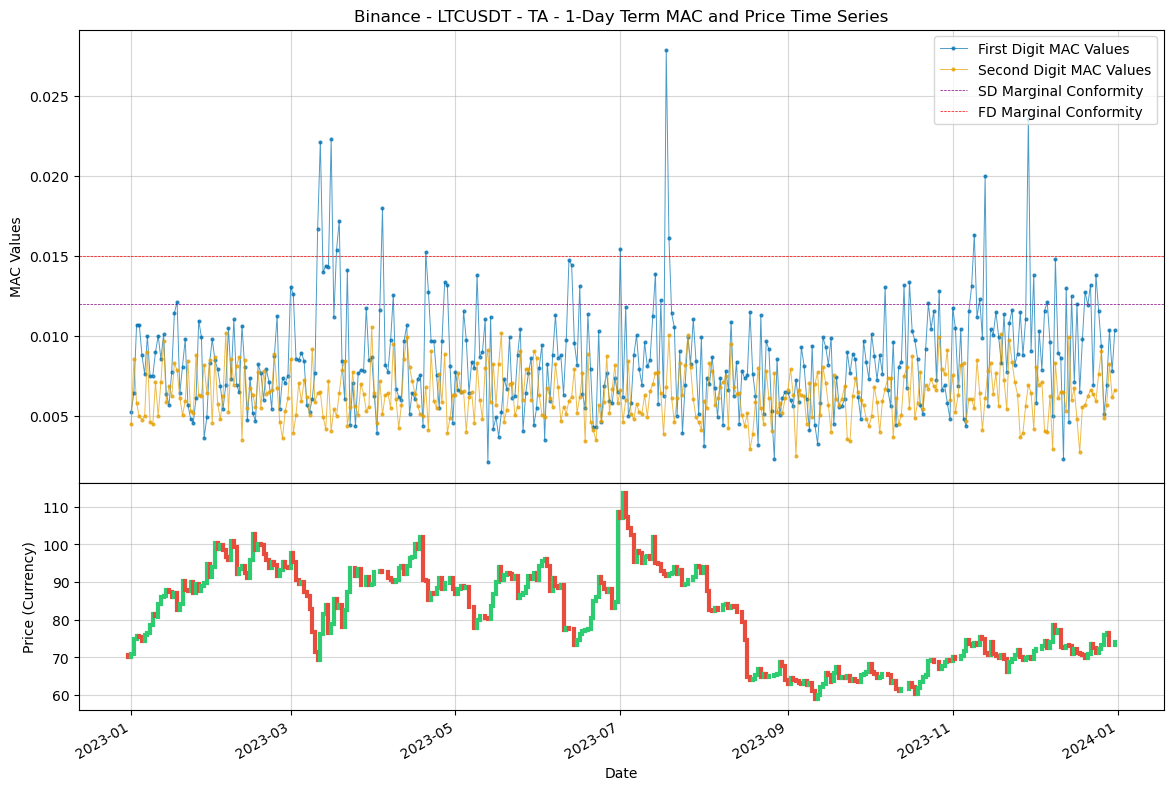 Binance - LTCUSDT - TA - 1-Day Term MAC and Price Time Series
First Digit MAC Values
Second Digit MAC Values
SD Marginal Conformity
FD Marginal Conformity
MAC Values
0.025
0.020
0.015
0.010
0.005
Price (Currency)
110
100
90
80
70
60
2023-01
2023-03
2023-05
2023-07
2023-09
2023-11
2024-01
Date